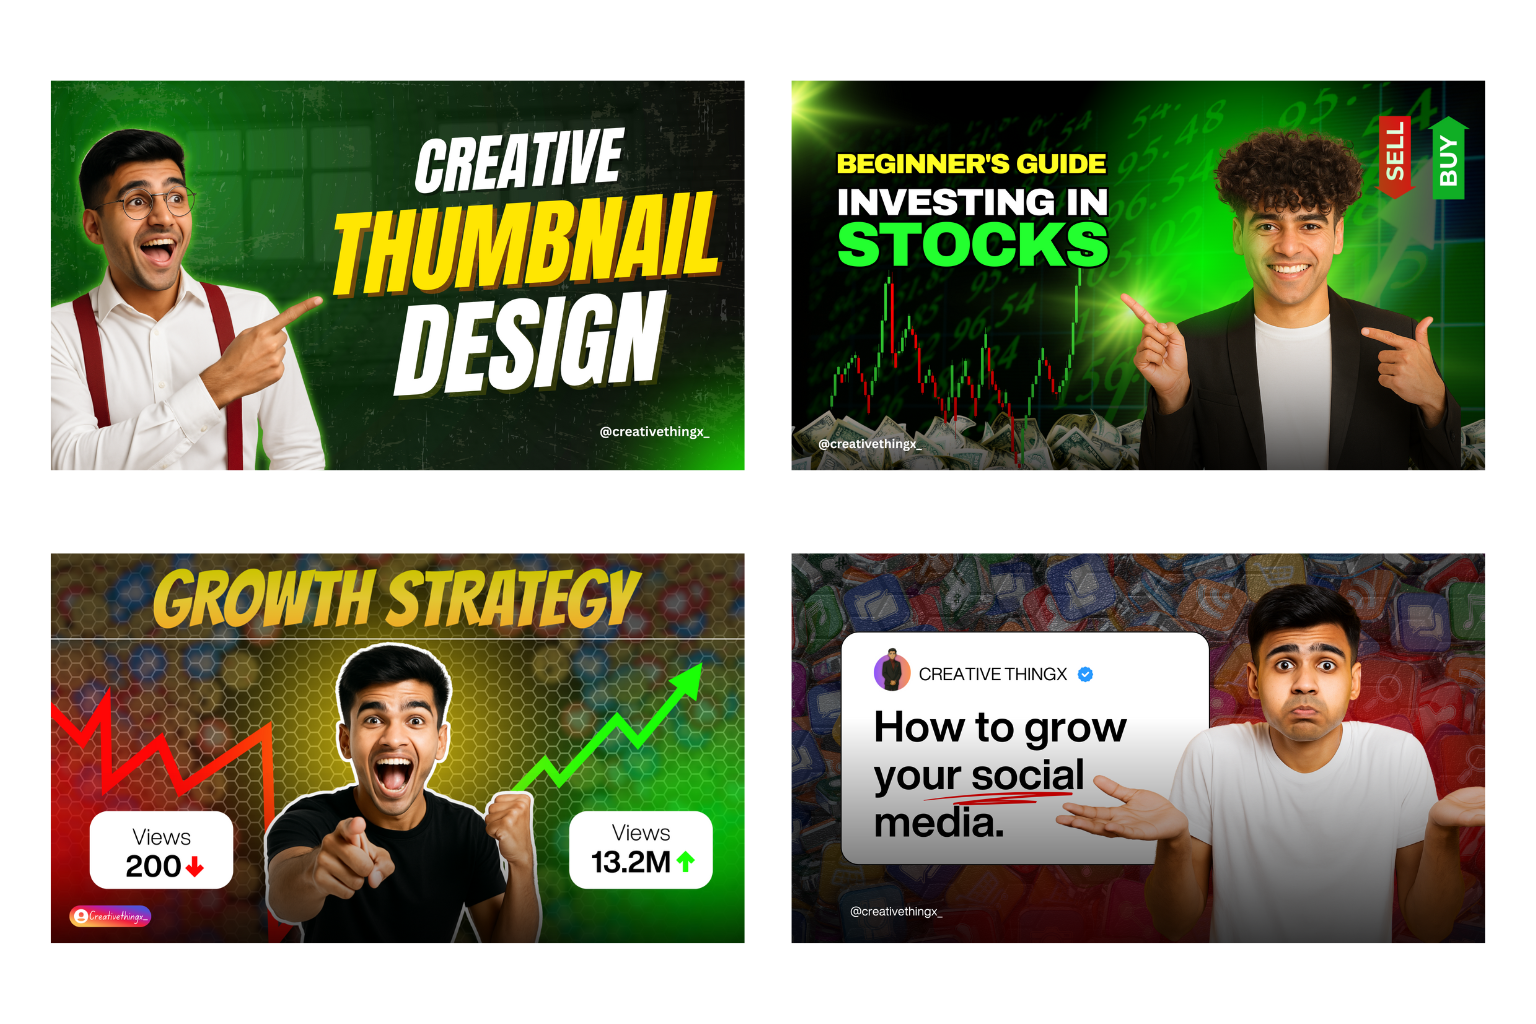 CREATIVE
THUMBNAIL
DESIGN
@creativethingx_
BEGINNER'S GUIDE
INVESTING IN
STOCKS
SELL
BUY
@creativethingx_
GROWTH STRATEGY
Views
200
Views
13.2M
Creativethingx_
CREATIVE THINGX
How to grow
your social
media.
@creativethingx_